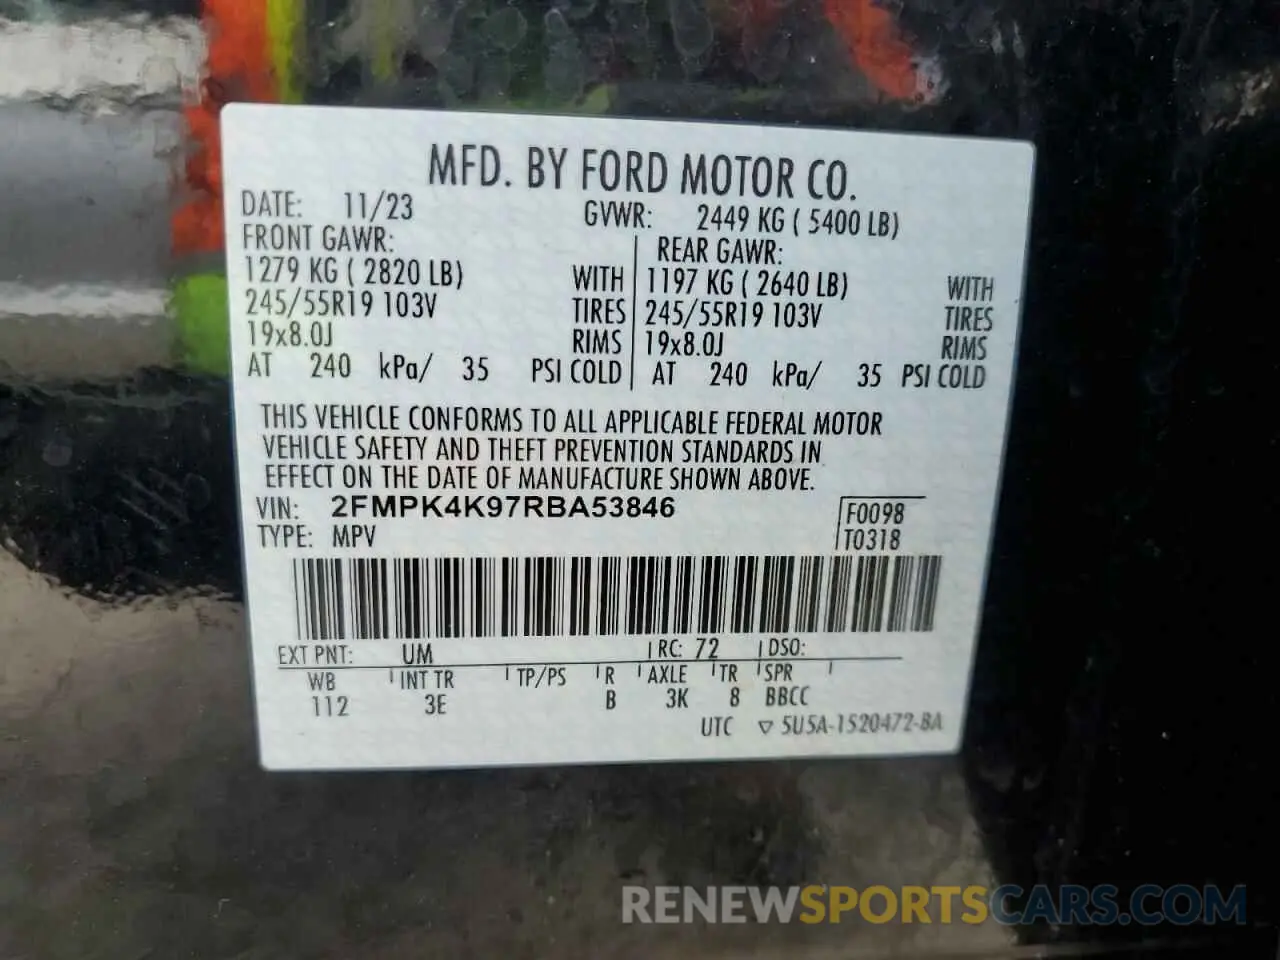 MFD. BY FORD MOTOR CO.
DATE: 11/23 GVWR: 2449 KG ( 5400 LB)
FRONT GAWR: REAR GAWR:
1279 KG ( 2820 LB) WITH 1197 KG ( 2640 LB) WITH
245/55R19 103V TIRES 245/55R19 103V TIRES
19x8.0J RIMS 19x8.0J RIMS
AT 240 kPa/ 35 PSI COLD AT 240 kPa/ 35 PSI COLD
THIS VEHICLE CONFORMS TO ALL APPLICABLE FEDERAL MOTOR
VEHICLE SAFETY AND THEFT PREVENTION STANDARDS IN
EFFECT ON THE DATE OF MANUFACTURE SHOWN ABOVE.
VIN: 2FMPK4K97RBA53846 F0098
TYPE: MPV T0318
EXT PNT: UM RC: 72 DSO:
WB INT TR TP/PS R AXLE TR SPR
112 3E B 3K 8 BBCC
UTC ▽ 5U5A-1520472-BA
RENEWSPORTSCARS.COM